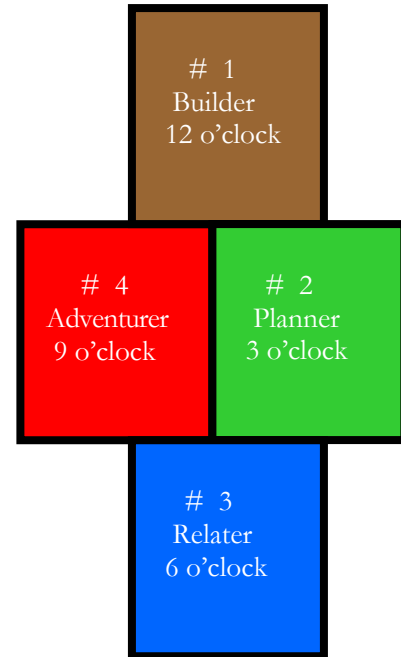 # 1
Builder
12 o’clock
# 4
Adventurer
9 o’clock
# 2
Planner
3 o’clock
# 3
Relater
6 o’clock